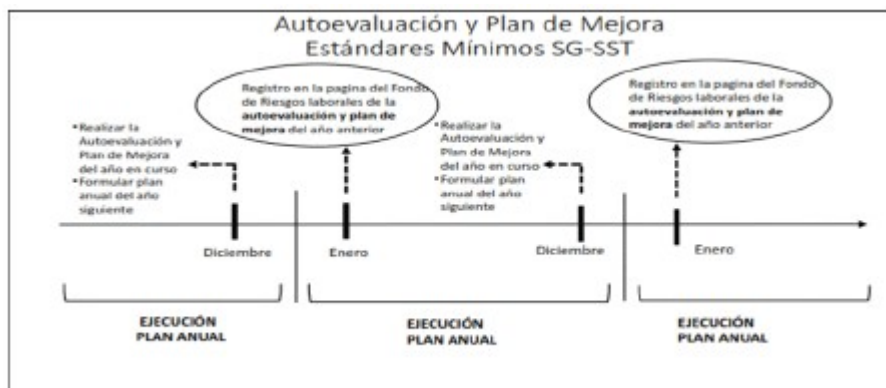 Autoevaluación y Plan de Mejora
Estándares Mínimos SG-SST
Registro en la pagina del Fondo
de Riesgos laborales de la
autoevaluación y plan de
mejora del año anterior
Registro en la pagina del Fondo
de Riesgos laborales de la
autoevaluación y plan de
mejora del año anterior
•Realizar la
Autoevaluación y
Plan de Mejora
del año en curso
•Formular plan
anual del año
siguiente
•Realizar la
Autoevaluación y
Plan de Mejora
del año en curso
•Formular plan
anual del año
siguiente
Diciembre
Enero
Diciembre
Enero
EJECUCIÓN
PLAN ANUAL
EJECUCIÓN
PLAN ANUAL
EJECUCIÓN
PLAN ANUAL